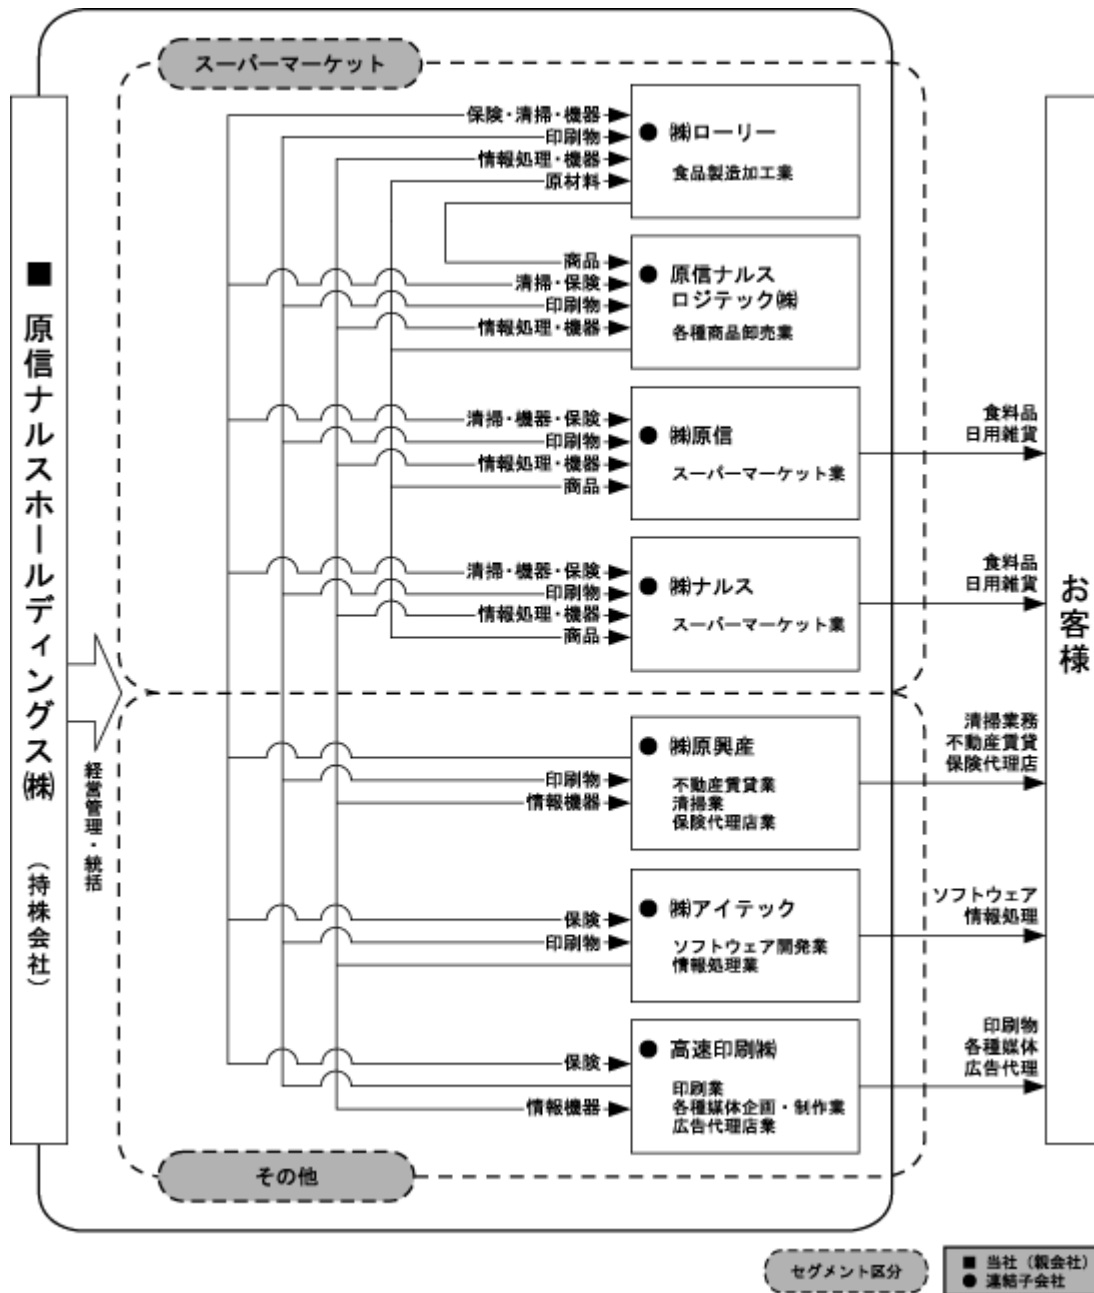 スーパーマーケット
■ 原信ナルスホールディングス㈱ （持株会社）
経営管理・統括
保険・清掃・機器
印刷物
情報処理・機器
原材料
● ㈱ローリー
食品製造加工業
商品
清掃・保険
印刷物
情報処理・機器
● 原信ナルス
ロジテック㈱
各種商品卸売業
清掃・機器・保険
印刷物
情報処理・機器
商品
● ㈱原信
スーパーマーケット業
食料品
日用雑貨
清掃・機器・保険
印刷物
情報処理・機器
商品
● ㈱ナルス
スーパーマーケット業
食料品
日用雑貨
お客様
印刷物
情報機器
● ㈱原興産
不動産賃貸業
清掃業
保険代理店業
清掃業務
不動産賃貸
保険代理店
保険
印刷物
● ㈱アイテック
ソフトウェア開発業
情報処理業
ソフトウェア
情報処理
保険
情報機器
● 高速印刷㈱
印刷業
各種媒体企画・制作業
広告代理店業
印刷物
各種媒体
広告代理
その他
セグメント区分
■ 当社（親会社）
● 連結子会社